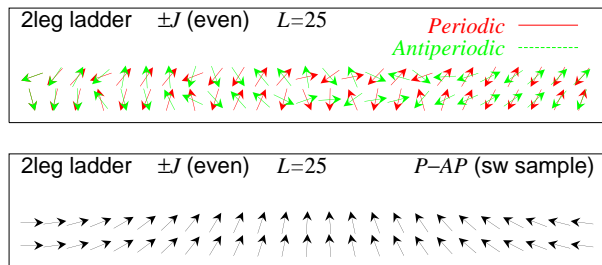 2leg ladder ±J (even) L=25 Periodic
Antiperiodic
2leg ladder ±J (even) L=25 P−AP (sw sample)